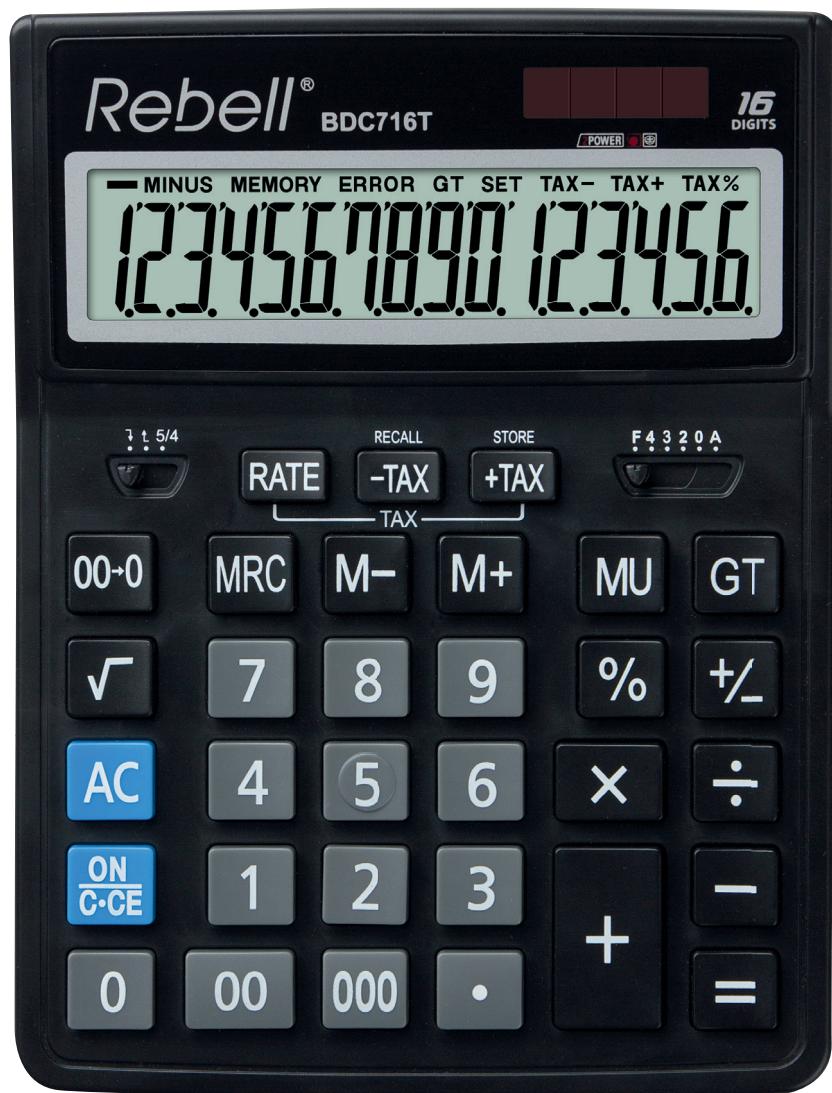 Rebell® BDC716T
16
DIGITS
2POWER
MINUS MEMORY ERROR GT SET TAX− TAX+ TAX%
1.2.3.4.5.6.7.8.9.0.1.2.3.4.5.6.
5/4 RECALL STORE F 4 3 2 0 A
RATE −TAX +TAX
TAX
00→0 MRC M− M+ MU GT
√ 7 8 9 % +/−
AC 4 5 6 × ÷
ON
C·CE 1 2 3 + −
0 00 000 · =